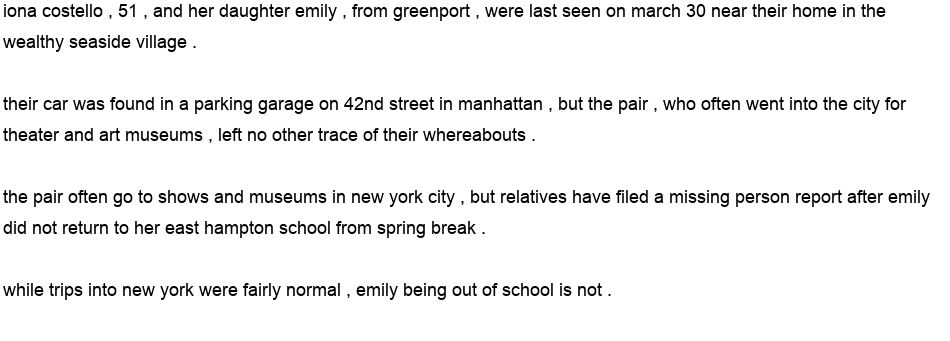 iona costello , 51 , and her daughter emily , from greenport , were last seen on march 30 near their home in the
wealthy seaside village .
their car was found in a parking garage on 42nd street in manhattan , but the pair , who often went into the city for
theater and art museums , left no other trace of their whereabouts .
the pair often go to shows and museums in new york city , but relatives have filed a missing person report after emily
did not return to her east hampton school from spring break .
while trips into new york were fairly normal , emily being out of school is not .